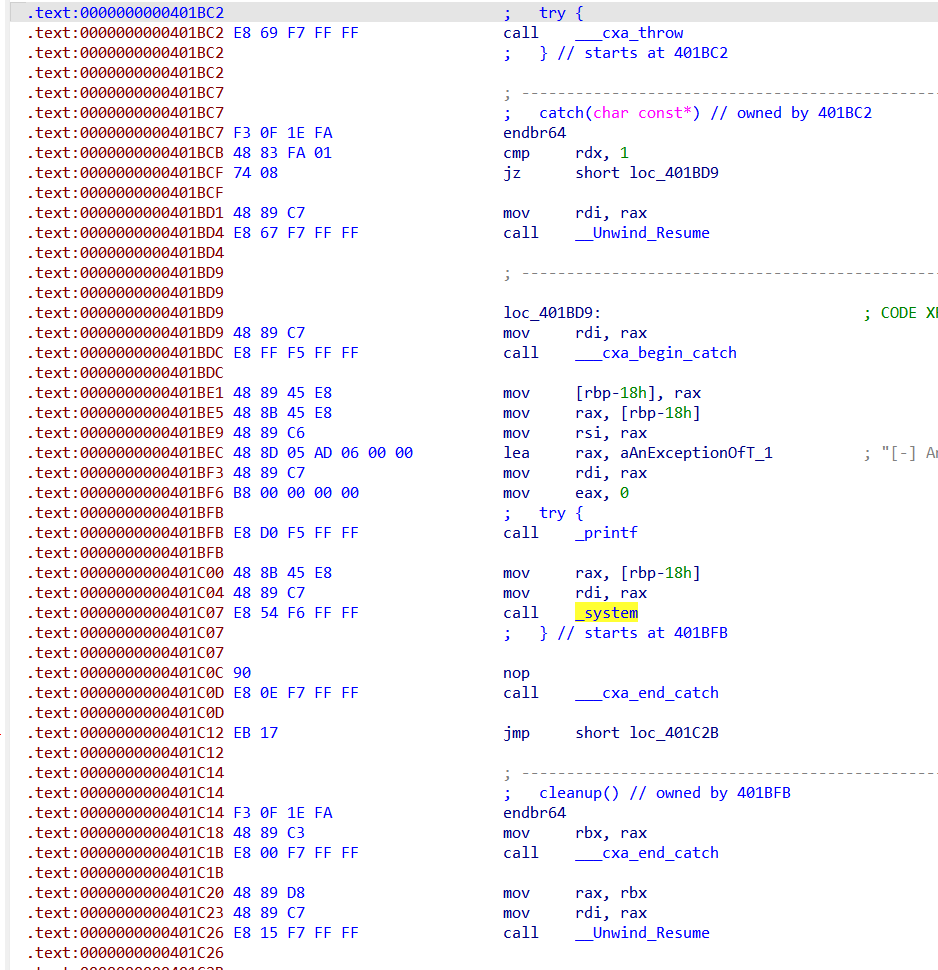 .text:0000000000401BC2 ; try {
.text:0000000000401BC2 E8 69 F7 FF FF call ___cxa_throw
.text:0000000000401BC2 ; } // starts at 401BC2
.text:0000000000401BC2
.text:0000000000401BC7 ; ---------------------------------------------
.text:0000000000401BC7 ; catch(char const*) // owned by 401BC2
.text:0000000000401BC7 F3 0F 1E FA endbr64
.text:0000000000401BCB 48 83 FA 01 cmp rdx, 1
.text:0000000000401BCF 74 08 jz short loc_401BD9
.text:0000000000401BCF
.text:0000000000401BD1 48 89 C7 mov rdi, rax
.text:0000000000401BD4 E8 67 F7 FF FF call __Unwind_Resume
.text:0000000000401BD4
.text:0000000000401BD9 ; ---------------------------------------------
.text:0000000000401BD9
.text:0000000000401BD9 loc_401BD9: ; CODE
.text:0000000000401BD9 48 89 C7 mov rdi, rax
.text:0000000000401BDC E8 FF F5 FF FF call ___cxa_begin_catch
.text:0000000000401BDC
.text:0000000000401BE1 48 89 45 E8 mov [rbp-18h], rax
.text:0000000000401BE5 48 8B 45 E8 mov rax, [rbp-18h]
.text:0000000000401BE9 48 89 C6 mov rsi, rax
.text:0000000000401BEC 48 8D 05 AD 06 00 00 lea rax, aAnExceptionOfT_1 ; "[-]
.text:0000000000401BF3 48 89 C7 mov rdi, rax
.text:0000000000401BF6 B8 00 00 00 00 mov eax, 0
.text:0000000000401BFB ; try {
.text:0000000000401BFB E8 D0 F5 FF FF call _printf
.text:0000000000401BFB
.text:0000000000401C00 48 8B 45 E8 mov rax, [rbp-18h]
.text:0000000000401C04 48 89 C7 mov rdi, rax
.text:0000000000401C07 E8 54 F6 FF FF call _system
.text:0000000000401C07 ; } // starts at 401BFB
.text:0000000000401C07
.text:0000000000401C0C 90 nop
.text:0000000000401C0D E8 0E F7 FF FF call ___cxa_end_catch
.text:0000000000401C0D
.text:0000000000401C12 EB 17 jmp short loc_401C2B
.text:0000000000401C12
.text:0000000000401C14 ; ---------------------------------------------
.text:0000000000401C14 ; cleanup() // owned by 401BFB
.text:0000000000401C14 F3 0F 1E FA endbr64
.text:0000000000401C18 48 89 C3 mov rbx, rax
.text:0000000000401C1B E8 00 F7 FF FF call ___cxa_end_catch
.text:0000000000401C1B
.text:0000000000401C20 48 89 D8 mov rax, rbx
.text:0000000000401C23 48 89 C7 mov rdi, rax
.text:0000000000401C26 E8 15 F7 FF FF call __Unwind_Resume
.text:0000000000401C26